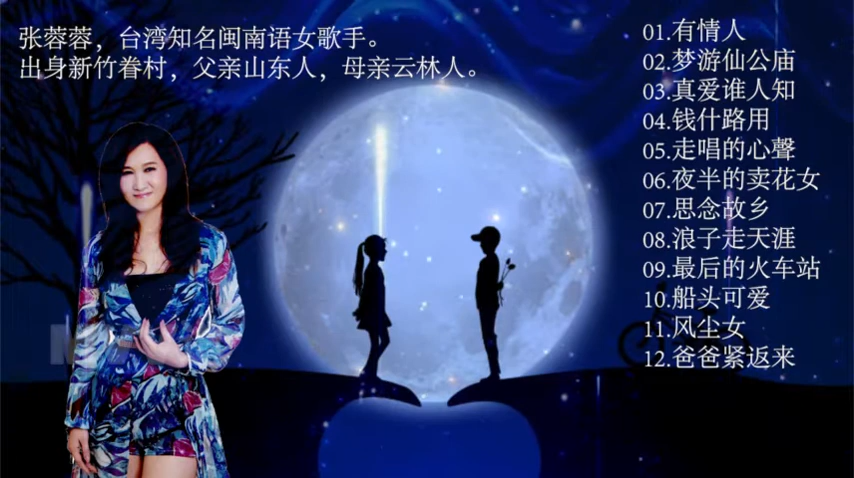 张蓉蓉，台湾知名闽南语女歌手。
出身新竹眷村，父亲山东人，母亲云林人。
01.有情人
02.梦游仙公庙
03.真爱谁人知
04.钱什路用
05.走唱的心聲
06.夜半的卖花女
07.思念故乡
08.浪子走天涯
09.最后的火车站
10.船头可爱
11.风尘女
12.爸爸紧返来